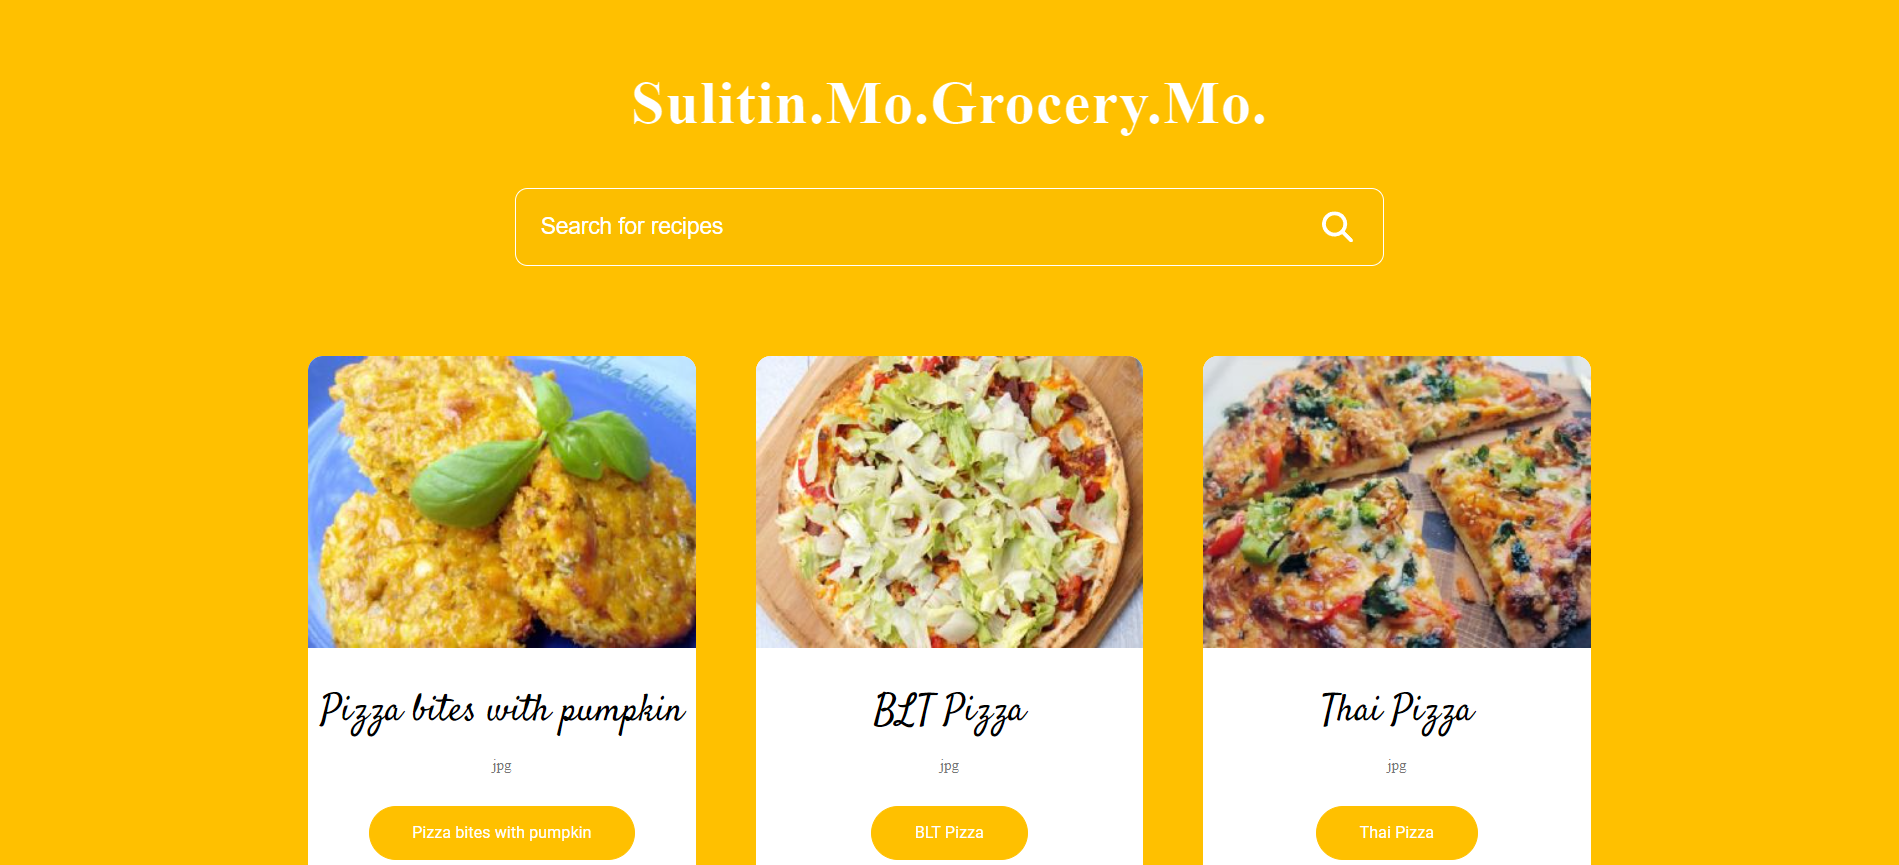 Sulitin.Mo.Grocery.Mo.
Search for recipes
Pizza bites with pumpkin
jpg
Pizza bites with pumpkin
BLT Pizza
jpg
BLT Pizza
Thai Pizza
jpg
Thai Pizza